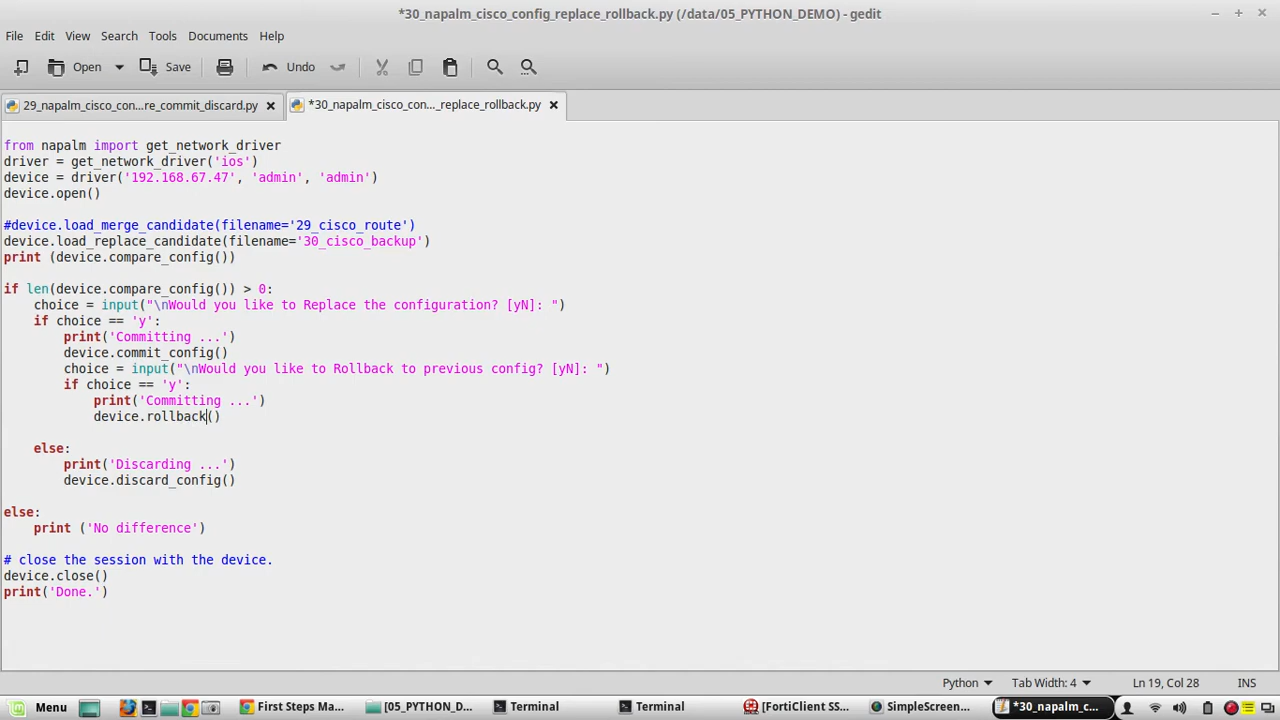 *30_napalm_cisco_config_replace_rollback.py (/data/05_PYTHON_DEMO) - gedit
File Edit View Search Tools Documents Help
Open Save Undo
29_napalm_cisco_con...re_commit_discard.py *30_napalm_cisco_con..._replace_rollback.py
from napalm import get_network_driver
driver = get_network_driver('ios')
device = driver('192.168.67.47', 'admin', 'admin')
device.open()
#device.load_merge_candidate(filename='29_cisco_route')
device.load_replace_candidate(filename='30_cisco_backup')
print (device.compare_config())
if len(device.compare_config()) > 0:
choice = input("\nWould you like to Replace the configuration? [yN]: ")
if choice == 'y':
print('Committing ...')
device.commit_config()
choice = input("\nWould you like to Rollback to previous config? [yN]: ")
if choice == 'y':
print('Committing ...')
device.rollback()
else:
print('Discarding ...')
device.discard_config()
else:
print ('No difference')
# close the session with the device.
device.close()
print('Done.')
Python Tab Width: 4 Ln 19, Col 28 INS
Menu First Steps Ma... [05_PYTHON_D... Terminal Terminal [FortiClient SS... SimpleScreen... *30_napalm_c...